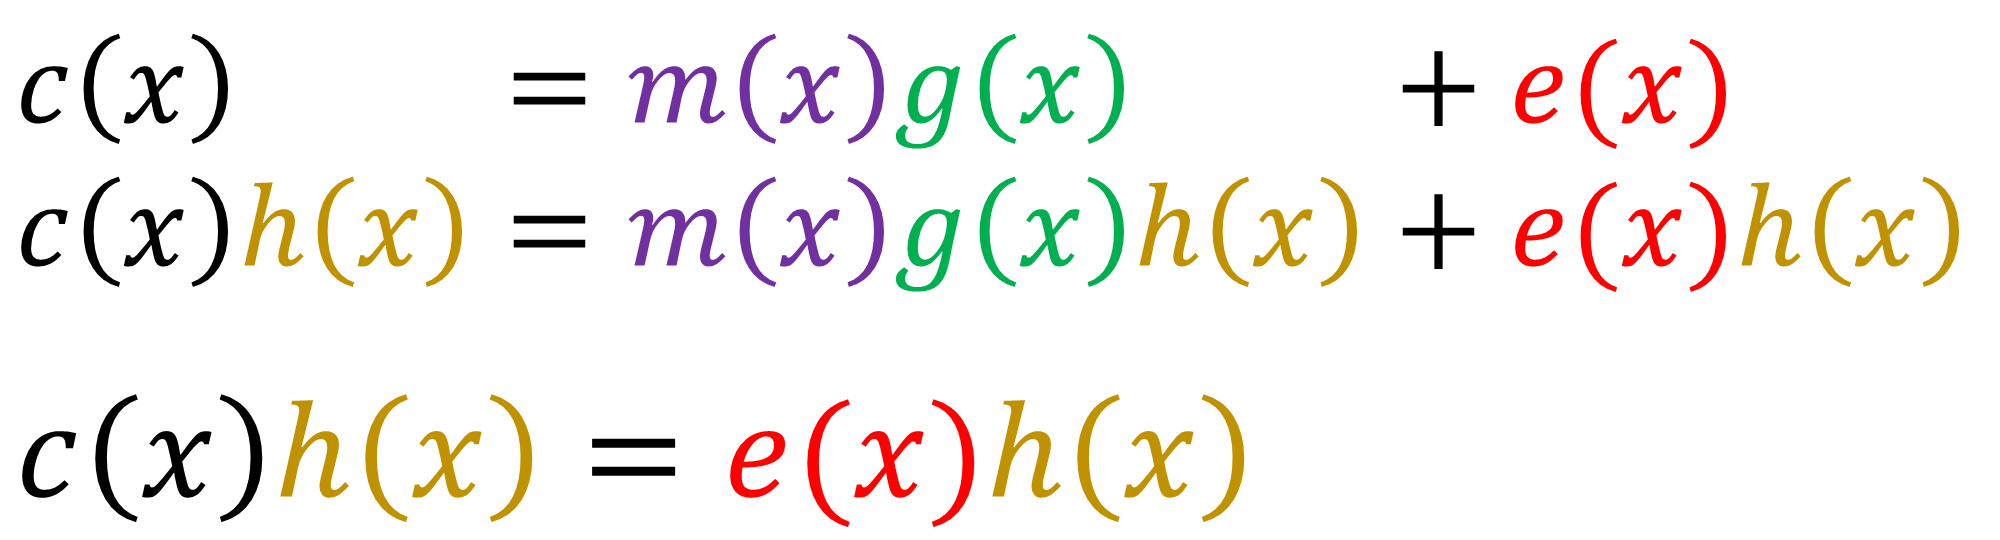 c(x) = m(x)g(x) + e(x)
c(x)h(x) = m(x)g(x)h(x) + e(x)h(x)
c(x)h(x) = e(x)h(x)